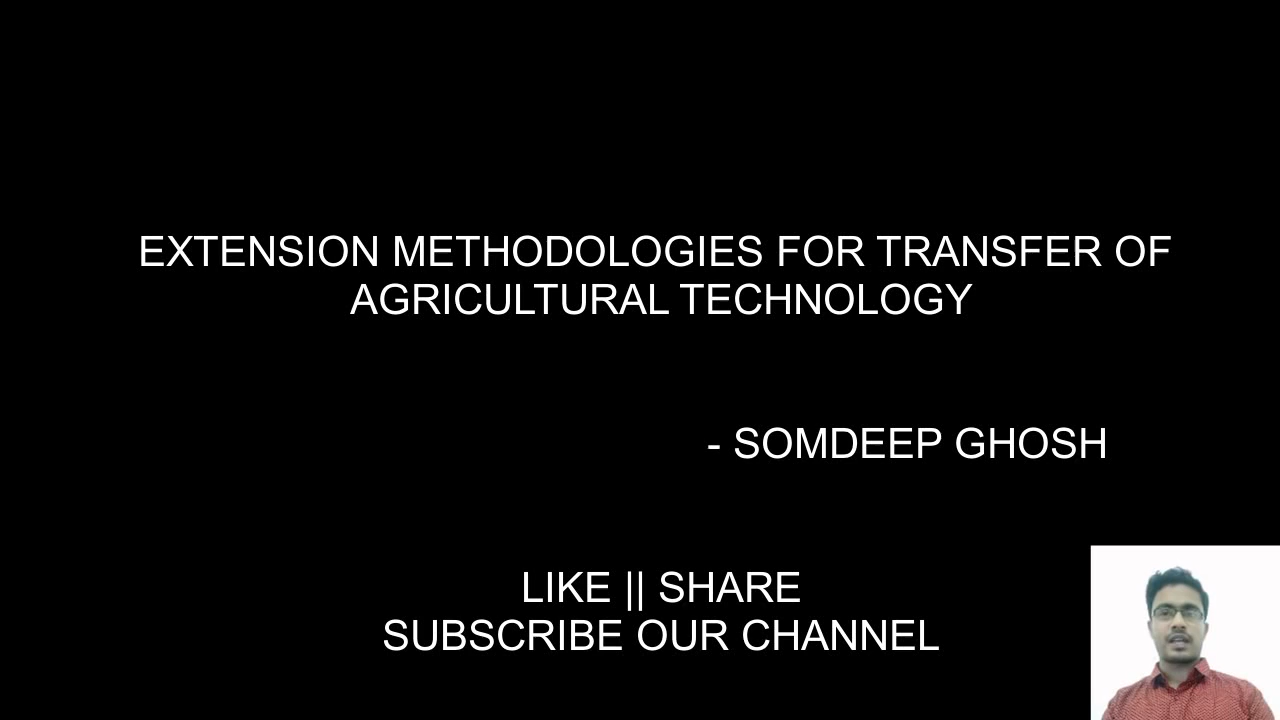 EXTENSION METHODOLOGIES FOR TRANSFER OF
AGRICULTURAL TECHNOLOGY
- SOMDEEP GHOSH
LIKE || SHARE
SUBSCRIBE OUR CHANNEL